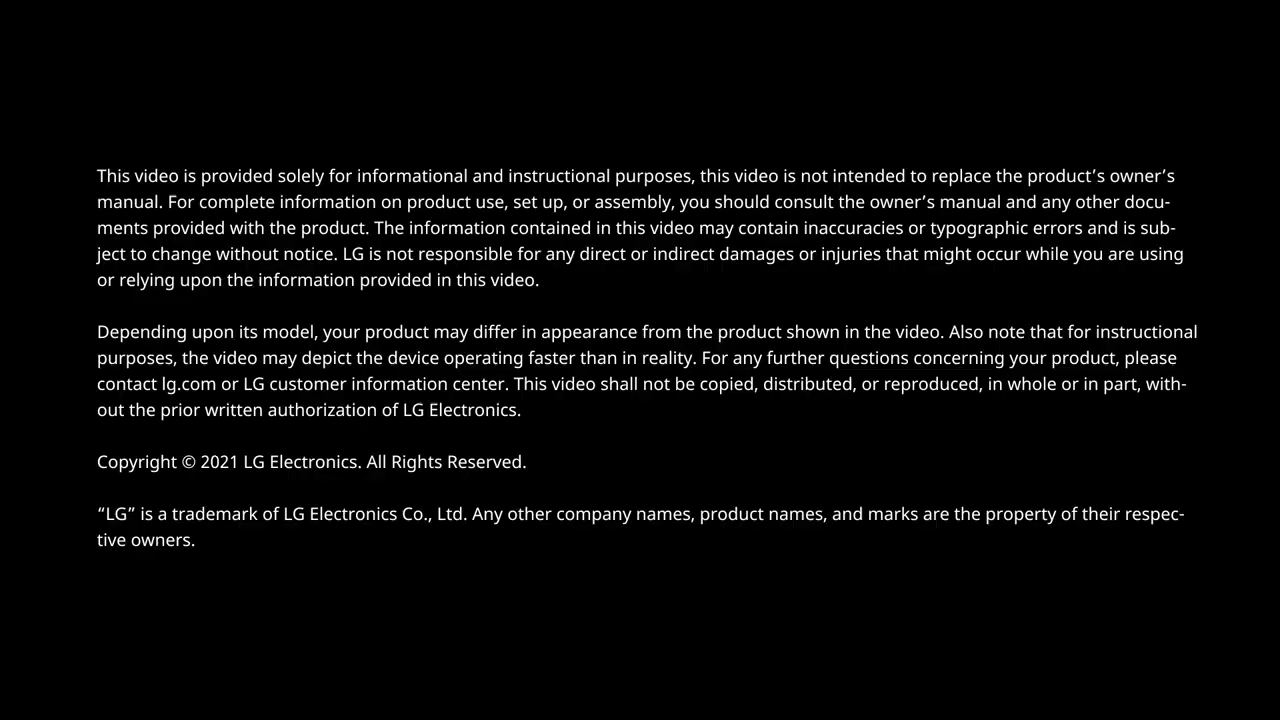 This video is provided solely for informational and instructional purposes, this video is not intended to replace the product’s owner’s
manual. For complete information on product use, set up, or assembly, you should consult the owner’s manual and any other docu-
ments provided with the product. The information contained in this video may contain inaccuracies or typographic errors and is sub-
ject to change without notice. LG is not responsible for any direct or indirect damages or injuries that might occur while you are using
or relying upon the information provided in this video.
Depending upon its model, your product may differ in appearance from the product shown in the video. Also note that for instructional
purposes, the video may depict the device operating faster than in reality. For any further questions concerning your product, please
contact lg.com or LG customer information center. This video shall not be copied, distributed, or reproduced, in whole or in part, with-
out the prior written authorization of LG Electronics.
Copyright © 2021 LG Electronics. All Rights Reserved.
“LG” is a trademark of LG Electronics Co., Ltd. Any other company names, product names, and marks are the property of their respec-
tive owners.